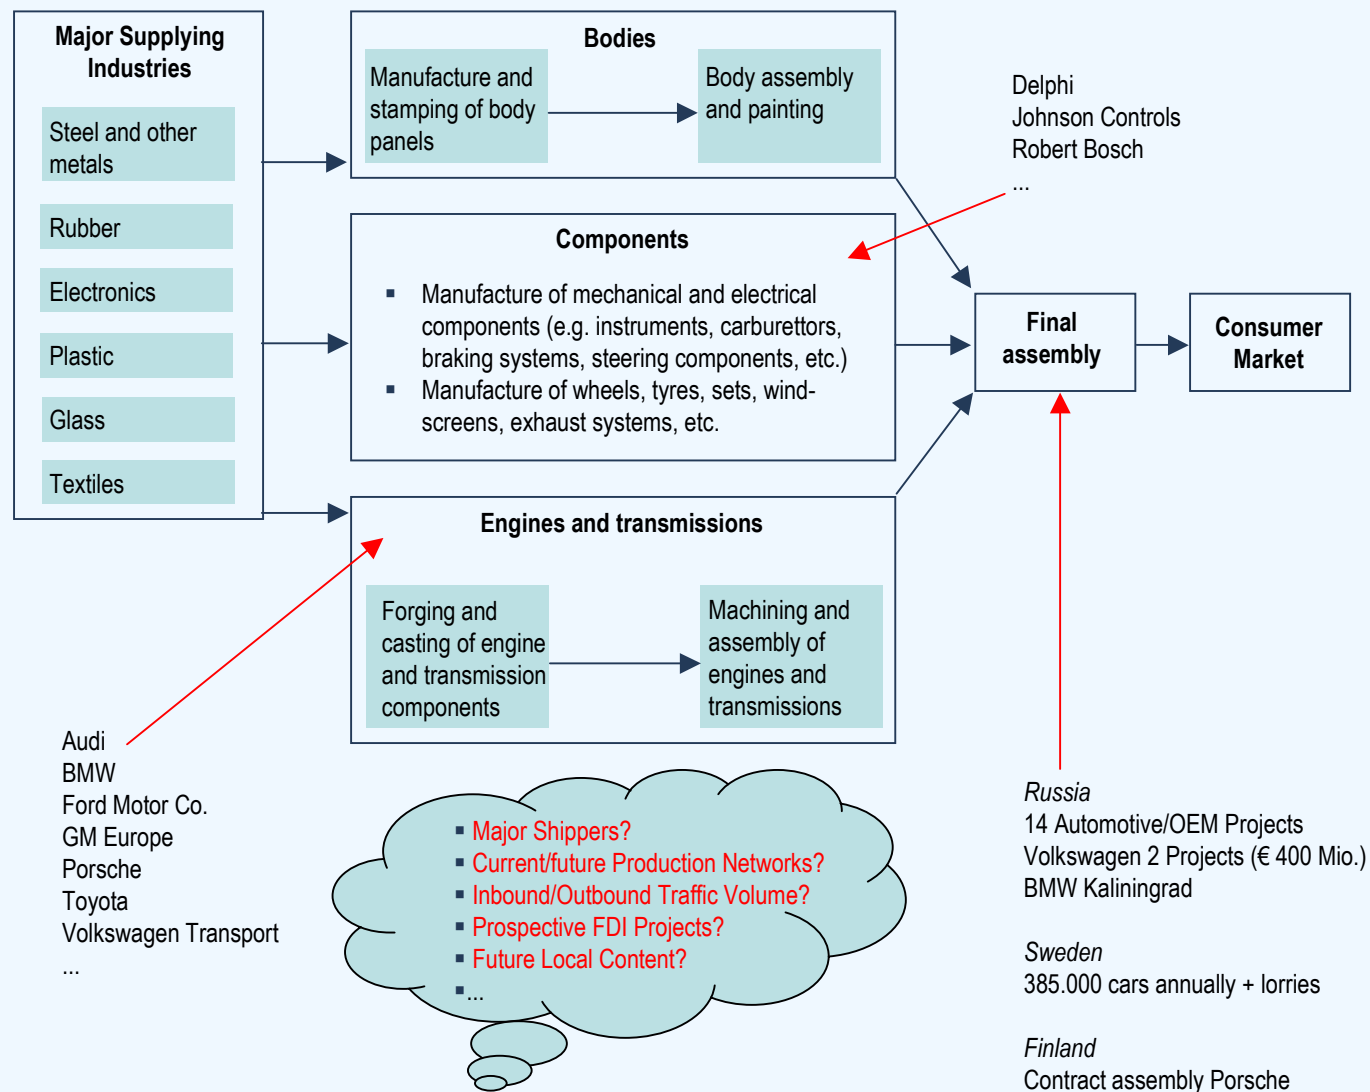 Major Supplying
Industries
Steel and other
metals
Rubber
Electronics
Plastic
Glass
Textiles
Bodies
Manufacture and
stamping of body
panels
Body assembly
and painting
Delphi
Johnson Controls
Robert Bosch
...
Components
▪ Manufacture of mechanical and electrical
components (e.g. instruments, carburettors,
braking systems, steering components, etc.)
▪ Manufacture of wheels, tyres, sets, wind-
screens, exhaust systems, etc.
Final
assembly
Consumer
Market
Engines and transmissions
Forging and
casting of engine
and transmission
components
Machining and
assembly of
engines and
transmissions
Audi
BMW
Ford Motor Co.
GM Europe
Porsche
Toyota
Volkswagen Transport
...
▪ Major Shippers?
▪ Current/future Production Networks?
▪ Inbound/Outbound Traffic Volume?
▪ Prospective FDI Projects?
▪ Future Local Content?
▪ ...
Russia
14 Automotive/OEM Projects
Volkswagen 2 Projects (€ 400 Mio.)
BMW Kaliningrad
Sweden
385.000 cars annually + lorries
Finland
Contract assembly Porsche